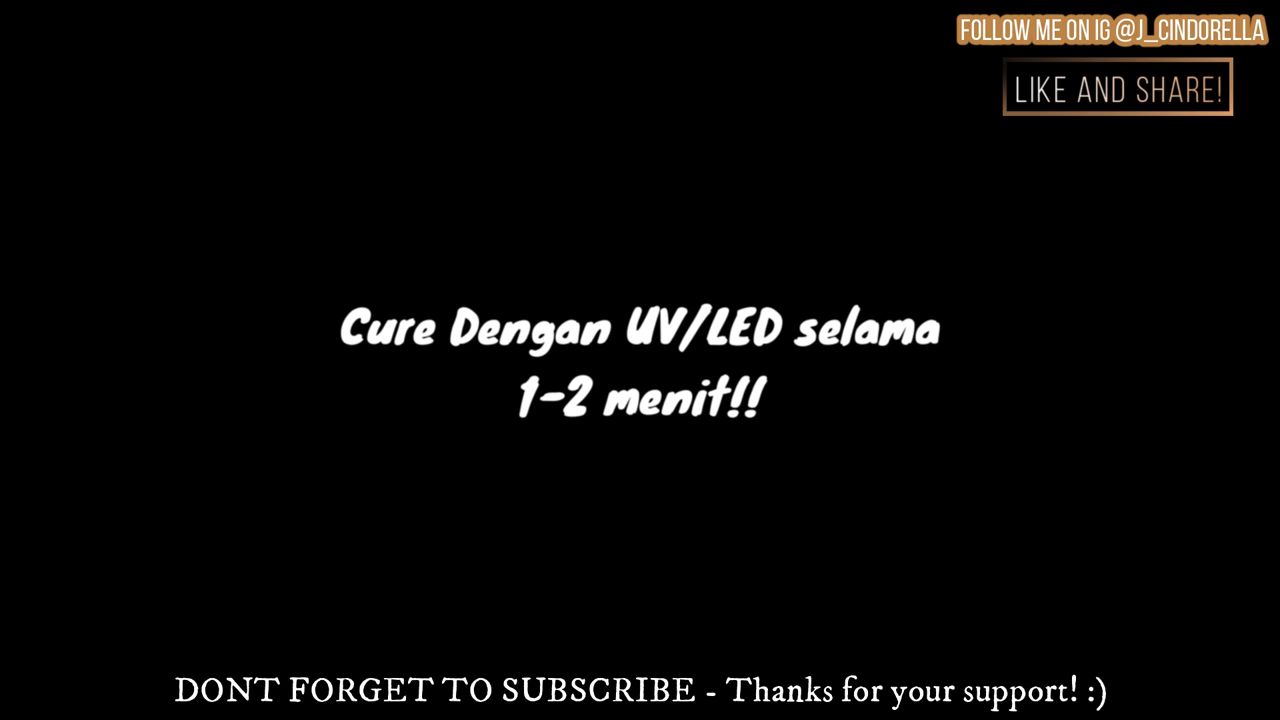 FOLLOW ME ON IG @J_CINDORELLA
LIKE AND SHARE!
Cure Dengan UV/LED selama
1-2 menit!!
DONT FORGET TO SUBSCRIBE - Thanks for your support! :)